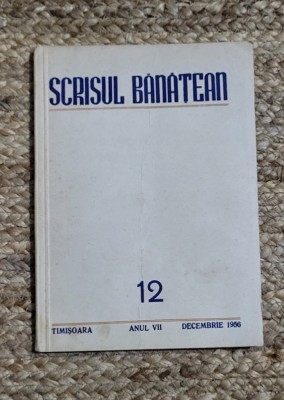 SCRISUL BĂNĂȚEAN
12
TIMIȘOARA ANUL VII DECEMBRIE 1956